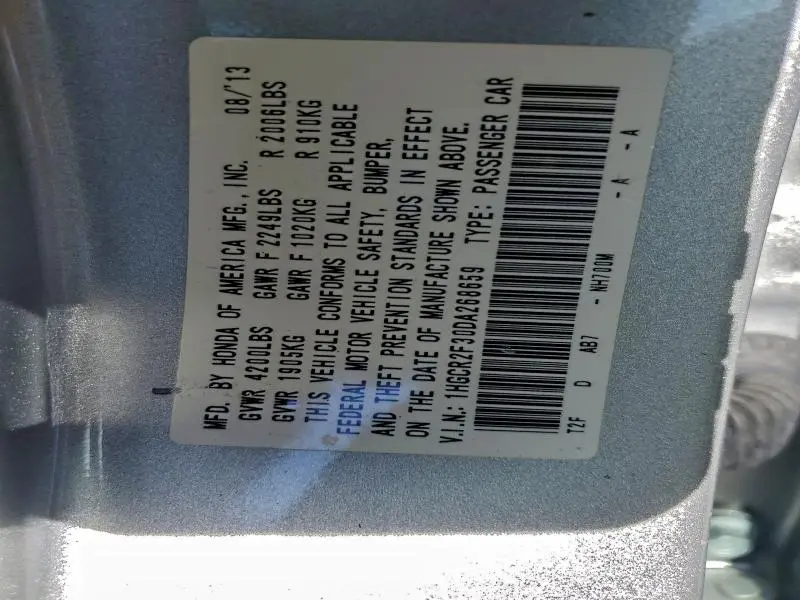 MFD. BY HONDA OF AMERICA MFG., INC. 08/'13
GVWR 4200LBS GAWR F 2249LBS R 2006LBS
GVWR 1905KG GAWR F 1020KG R 910KG
THIS VEHICLE CONFORMS TO ALL APPLICABLE
FEDERAL MOTOR VEHICLE SAFETY, BUMPER,
AND THEFT PREVENTION STANDARDS IN EFFECT
ON THE DATE OF MANUFACTURE SHOWN ABOVE.
V.I.N.: 1HGCR2F30DA268659 TYPE: PASSENGER CAR
T2F D AB7 - NH700M - A - A